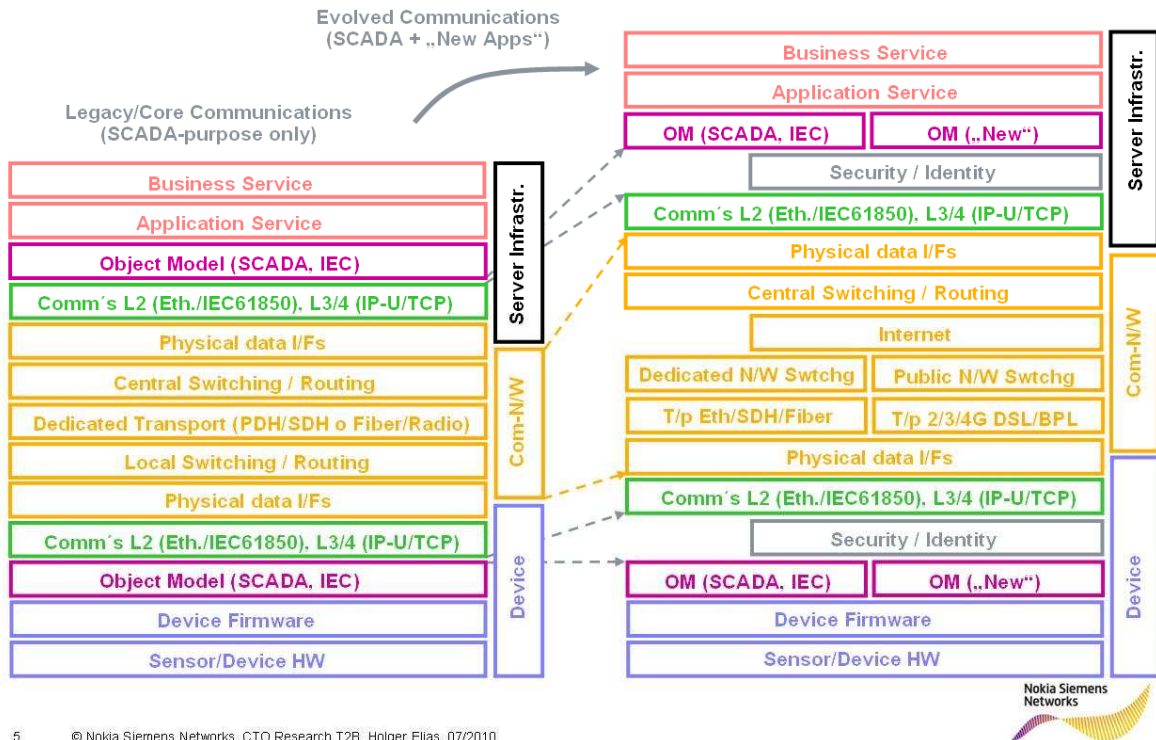 Evolved Communications
(SCADA + „New Apps“)
Legacy/Core Communications
(SCADA-purpose only)
Business Service
Application Service
Object Model (SCADA, IEC)
Comm´s L2 (Eth./IEC61850), L3/4 (IP-U/TCP)
Physical data I/Fs
Central Switching / Routing
Dedicated Transport (PDH/SDH o Fiber/Radio)
Local Switching / Routing
Physical data I/Fs
Comm´s L2 (Eth./IEC61850), L3/4 (IP-U/TCP)
Object Model (SCADA, IEC)
Device Firmware
Sensor/Device HW
Server Infrastr.
Com-N/W
Device
Business Service
Application Service
OM (SCADA, IEC)
OM („New“)
Security / Identity
Comm´s L2 (Eth./IEC61850), L3/4 (IP-U/TCP)
Physical data I/Fs
Central Switching / Routing
Internet
Dedicated N/W Swtchg
Public N/W Swtchg
T/p Eth/SDH/Fiber
T/p 2/3/4G DSL/BPL
Physical data I/Fs
Comm´s L2 (Eth./IEC61850), L3/4 (IP-U/TCP)
Security / Identity
OM (SCADA, IEC)
OM („New“)
Device Firmware
Sensor/Device HW
Server Infrastr.
Com-N/W
Device
Nokia Siemens
Networks
5 © Nokia Siemens Networks, CTO Research T2B, Holger Elias, 07/2010